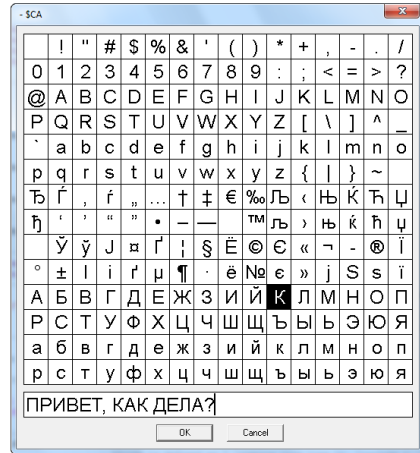 - $CA
! " # $ % & ' ( ) * + , - . /
0 1 2 3 4 5 6 7 8 9 : ; < = > ?
@ A B C D E F G H I J K L M N O
P Q R S T U V W X Y Z [ \ ] ^ _
` a b c d e f g h i j k l m n o
p q r s t u v w x y z { | } ~
Ђ Ѓ ‚ ѓ „ … † ‡ € ‰ Љ ‹ Њ Ќ Ћ Џ
ђ ‘ ’ “ ” • – — ™ љ › њ ќ ћ џ
Ў ў Ј ¤ Ґ ¦ § Ё © Є « ¬ - ® Ї
° ± І і ґ µ ¶ · ё № є » ј Ѕ ѕ ї
А Б В Г Д Е Ж З И Й К Л М Н О П
Р С Т У Ф Х Ц Ч Ш Щ Ъ Ы Ь Э Ю Я
а б в г д е ж з и й к л м н о п
р с т у ф х ц ч ш щ ъ ы ь э ю я
ПРИВЕТ, КАК ДЕЛА?
OK Cancel